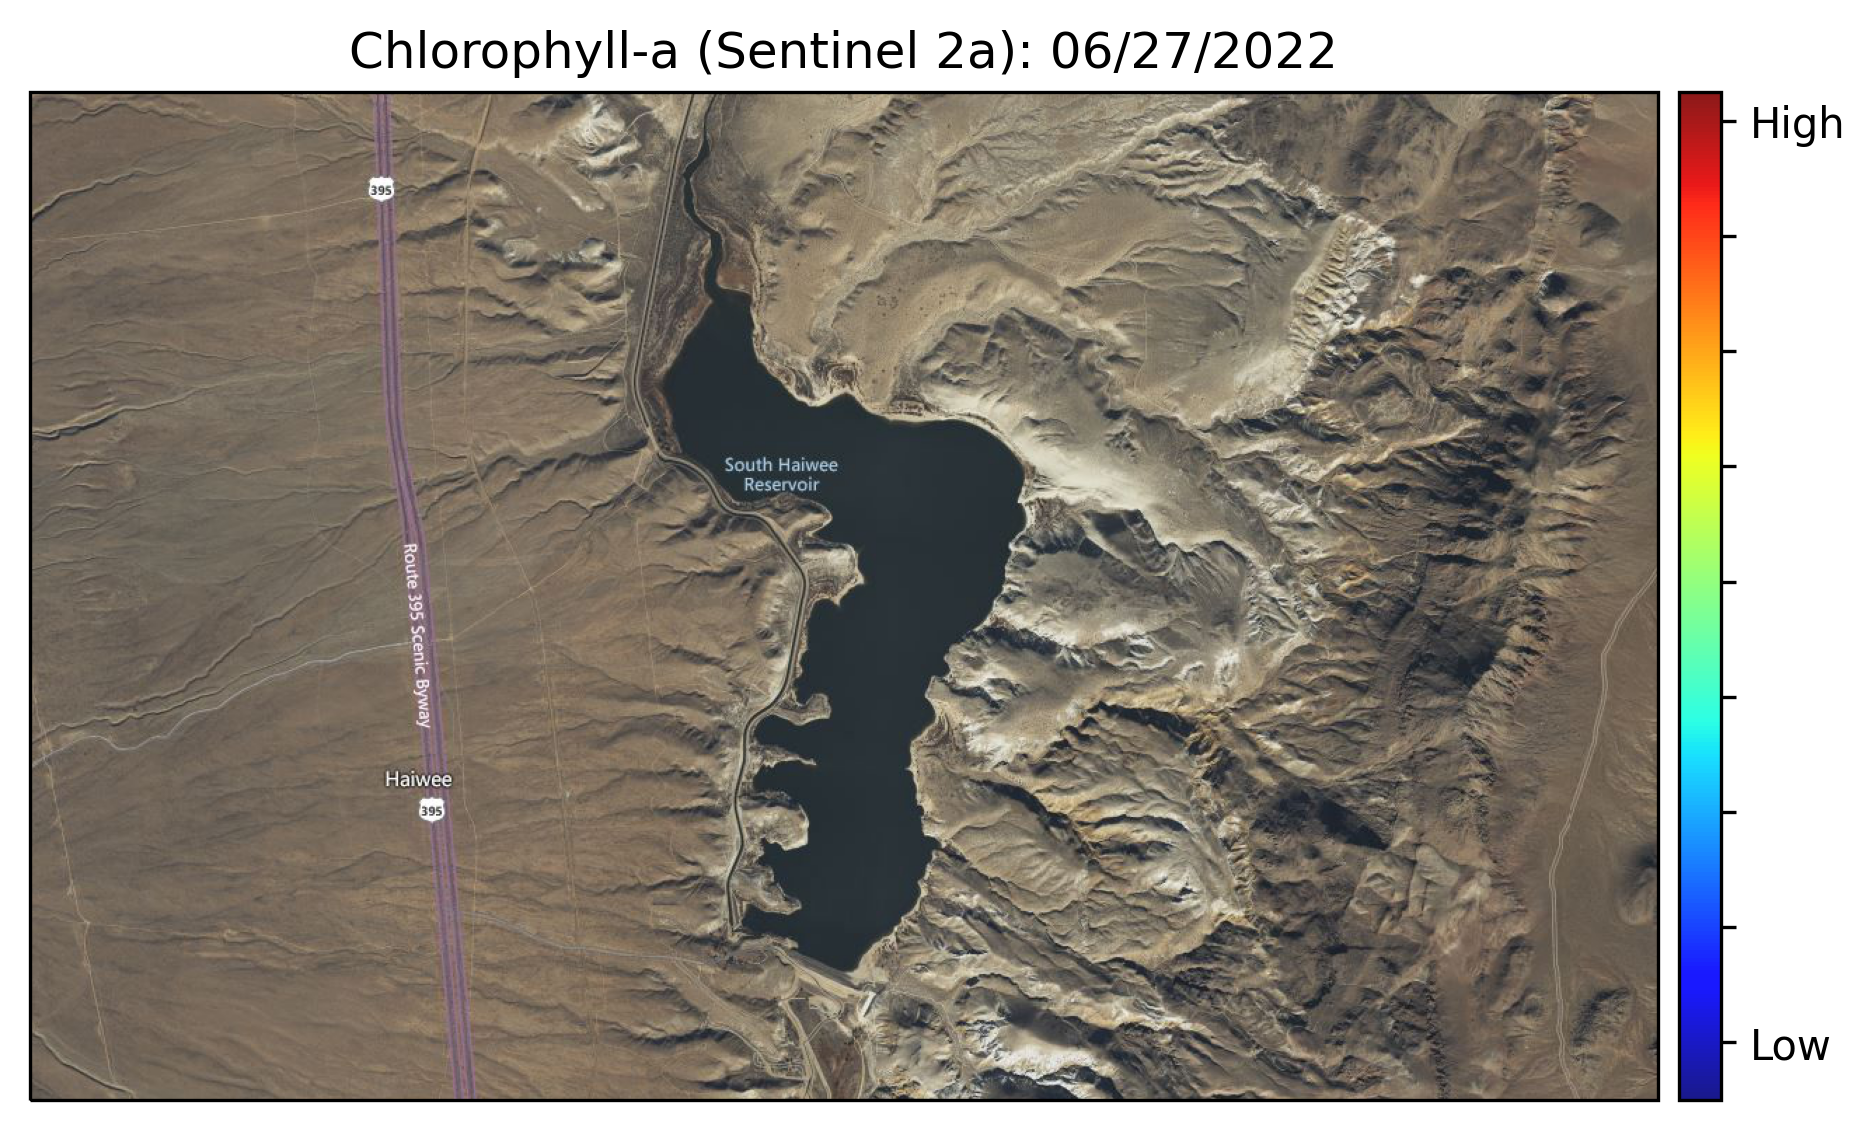 Chlorophyll-a (Sentinel 2a): 06/27/2022
High
395
South Haiwee
Reservoir
Route 395 Scenic Byway
Haiwee
395
Low